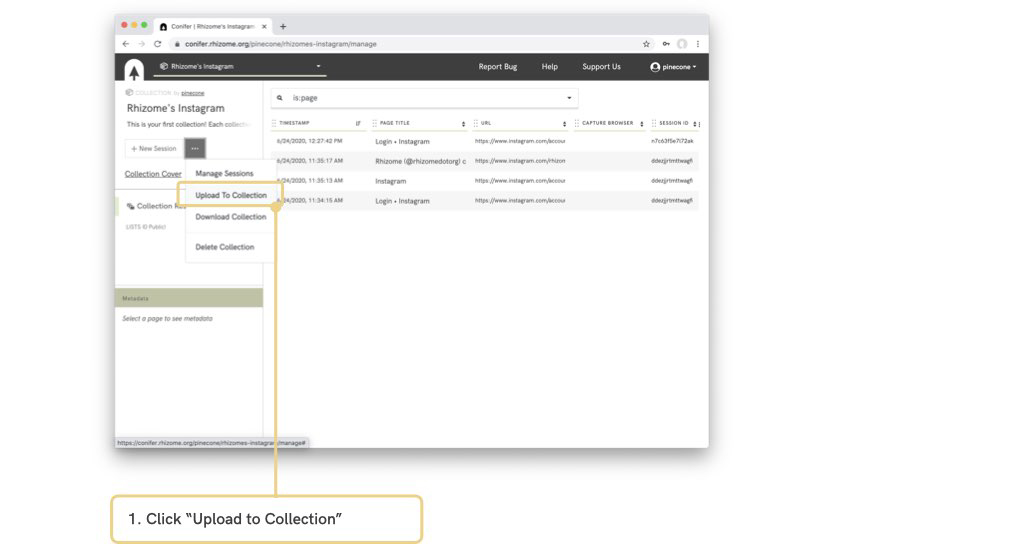 Conifer | Rhizome's Instagram
conifer.rhizome.org/pinecone/rhizomes-instagram/manage
Rhizome's Instagram
Report Bug
Help
Support Us
pinecone
COLLECTION by pinecone
Rhizome's Instagram
This is your first collection! Each collecti
+ New Session
...
Collection Cover
Manage Sessions
Upload To Collection
Collection
Download Collection
LISTS (0 Public)
Delete Collection
Metadata
Select a page to see metadata
is:page
TIMESTAMP PAGE TITLE URL CAPTURE BROWSER SESSION ID
6/24/2020, 12:27:42 PM Login • Instagram https://www.instagram.com/accour n7c63f5e7l72ak
6/24/2020, 11:35:17 AM Rhizome (@rhizomedotorg) c https://www.instagram.com/rhizon ddezjjrtmttwagfi
6/24/2020, 11:35:13 AM Instagram https://www.instagram.com/accour ddezjjrtmttwagfi
6/24/2020, 11:34:15 AM Login • Instagram https://www.instagram.com/accour ddezjjrtmttwagfi
https://conifer.rhizome.org/pinecone/rhizomes-instagram/manage#
1. Click “Upload to Collection”